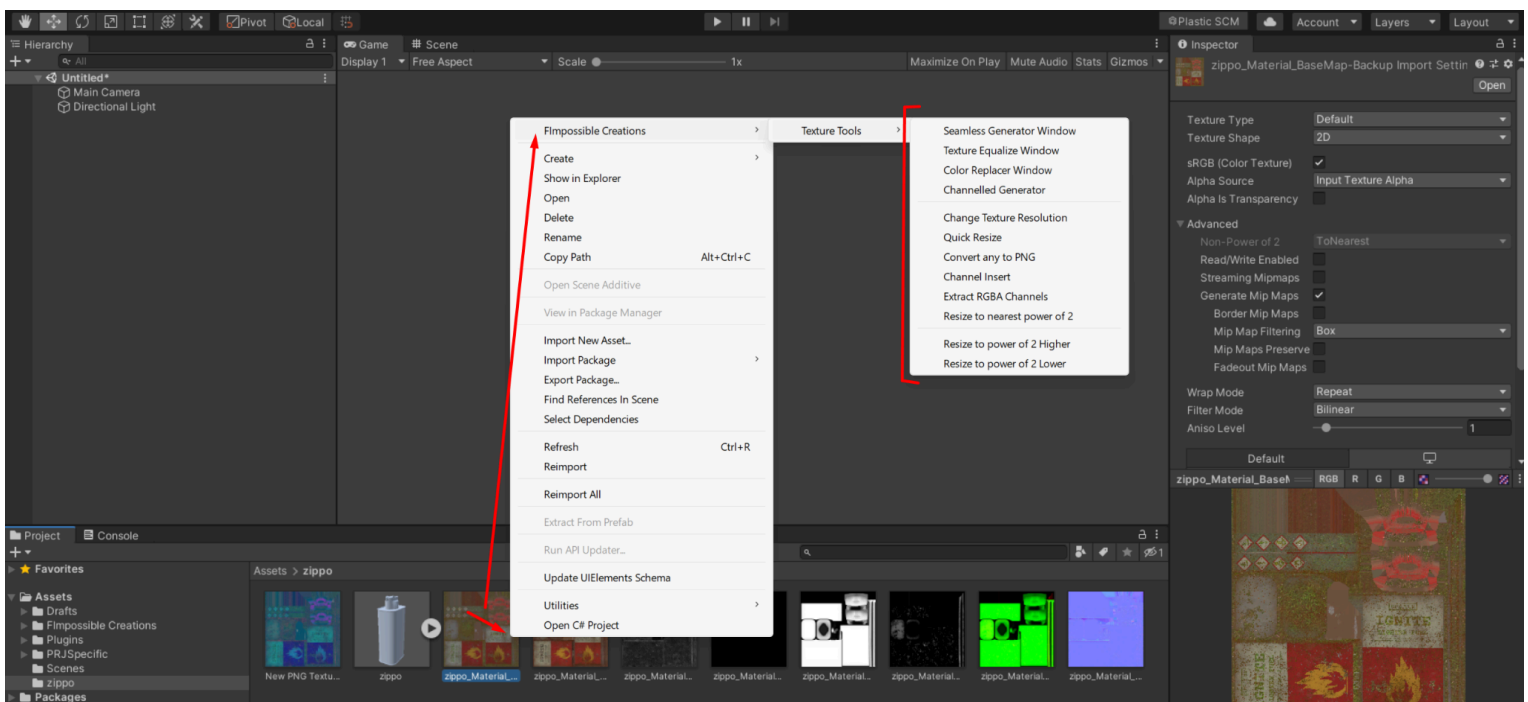 Pivot Local
Plastic SCM Account Layers Layout
Hierarchy
All
Untitled*
Main Camera
Directional Light
Game Scene
Display 1 Free Aspect Scale 1x Maximize On Play Mute Audio Stats Gizmos
FImpossible Creations
Create
Show in Explorer
Open
Delete
Rename
Copy Path Alt+Ctrl+C
Open Scene Additive
View in Package Manager
Import New Asset...
Import Package
Export Package...
Find References In Scene
Select Dependencies
Refresh Ctrl+R
Reimport
Reimport All
Extract From Prefab
Run API Updater...
Update UIElements Schema
Utilities
Open C# Project
Texture Tools
Seamless Generator Window
Texture Equalize Window
Color Replacer Window
Channelled Generator
Change Texture Resolution
Quick Resize
Convert any to PNG
Channel Insert
Extract RGBA Channels
Resize to nearest power of 2
Resize to power of 2 Higher
Resize to power of 2 Lower
Inspector
zippo_Material_BaseMap-Backup Import Settin
Open
Texture Type Default
Texture Shape 2D
sRGB (Color Texture)
Alpha Source Input Texture Alpha
Alpha Is Transparency
Advanced
Non-Power of 2 ToNearest
Read/Write Enabled
Streaming Mipmaps
Generate Mip Maps
Border Mip Maps
Mip Map Filtering Box
Mip Maps Preserve
Fadeout Mip Maps
Wrap Mode Repeat
Filter Mode Bilinear
Aniso Level 1
Default
zippo_Material_BaseM RGB R G B
IGNITE
Project Console
1
Favorites
Assets
Drafts
FImpossible Creations
Plugins
PRJSpecific
Scenes
zippo
Packages
Assets > zippo
New PNG Textu...
zippo
zippo_Material_...
zippo_Material_...
zippo_Material...
zippo_Material...
zippo_Material...
zippo_Material...
zippo_Material...
zippo_Material_...